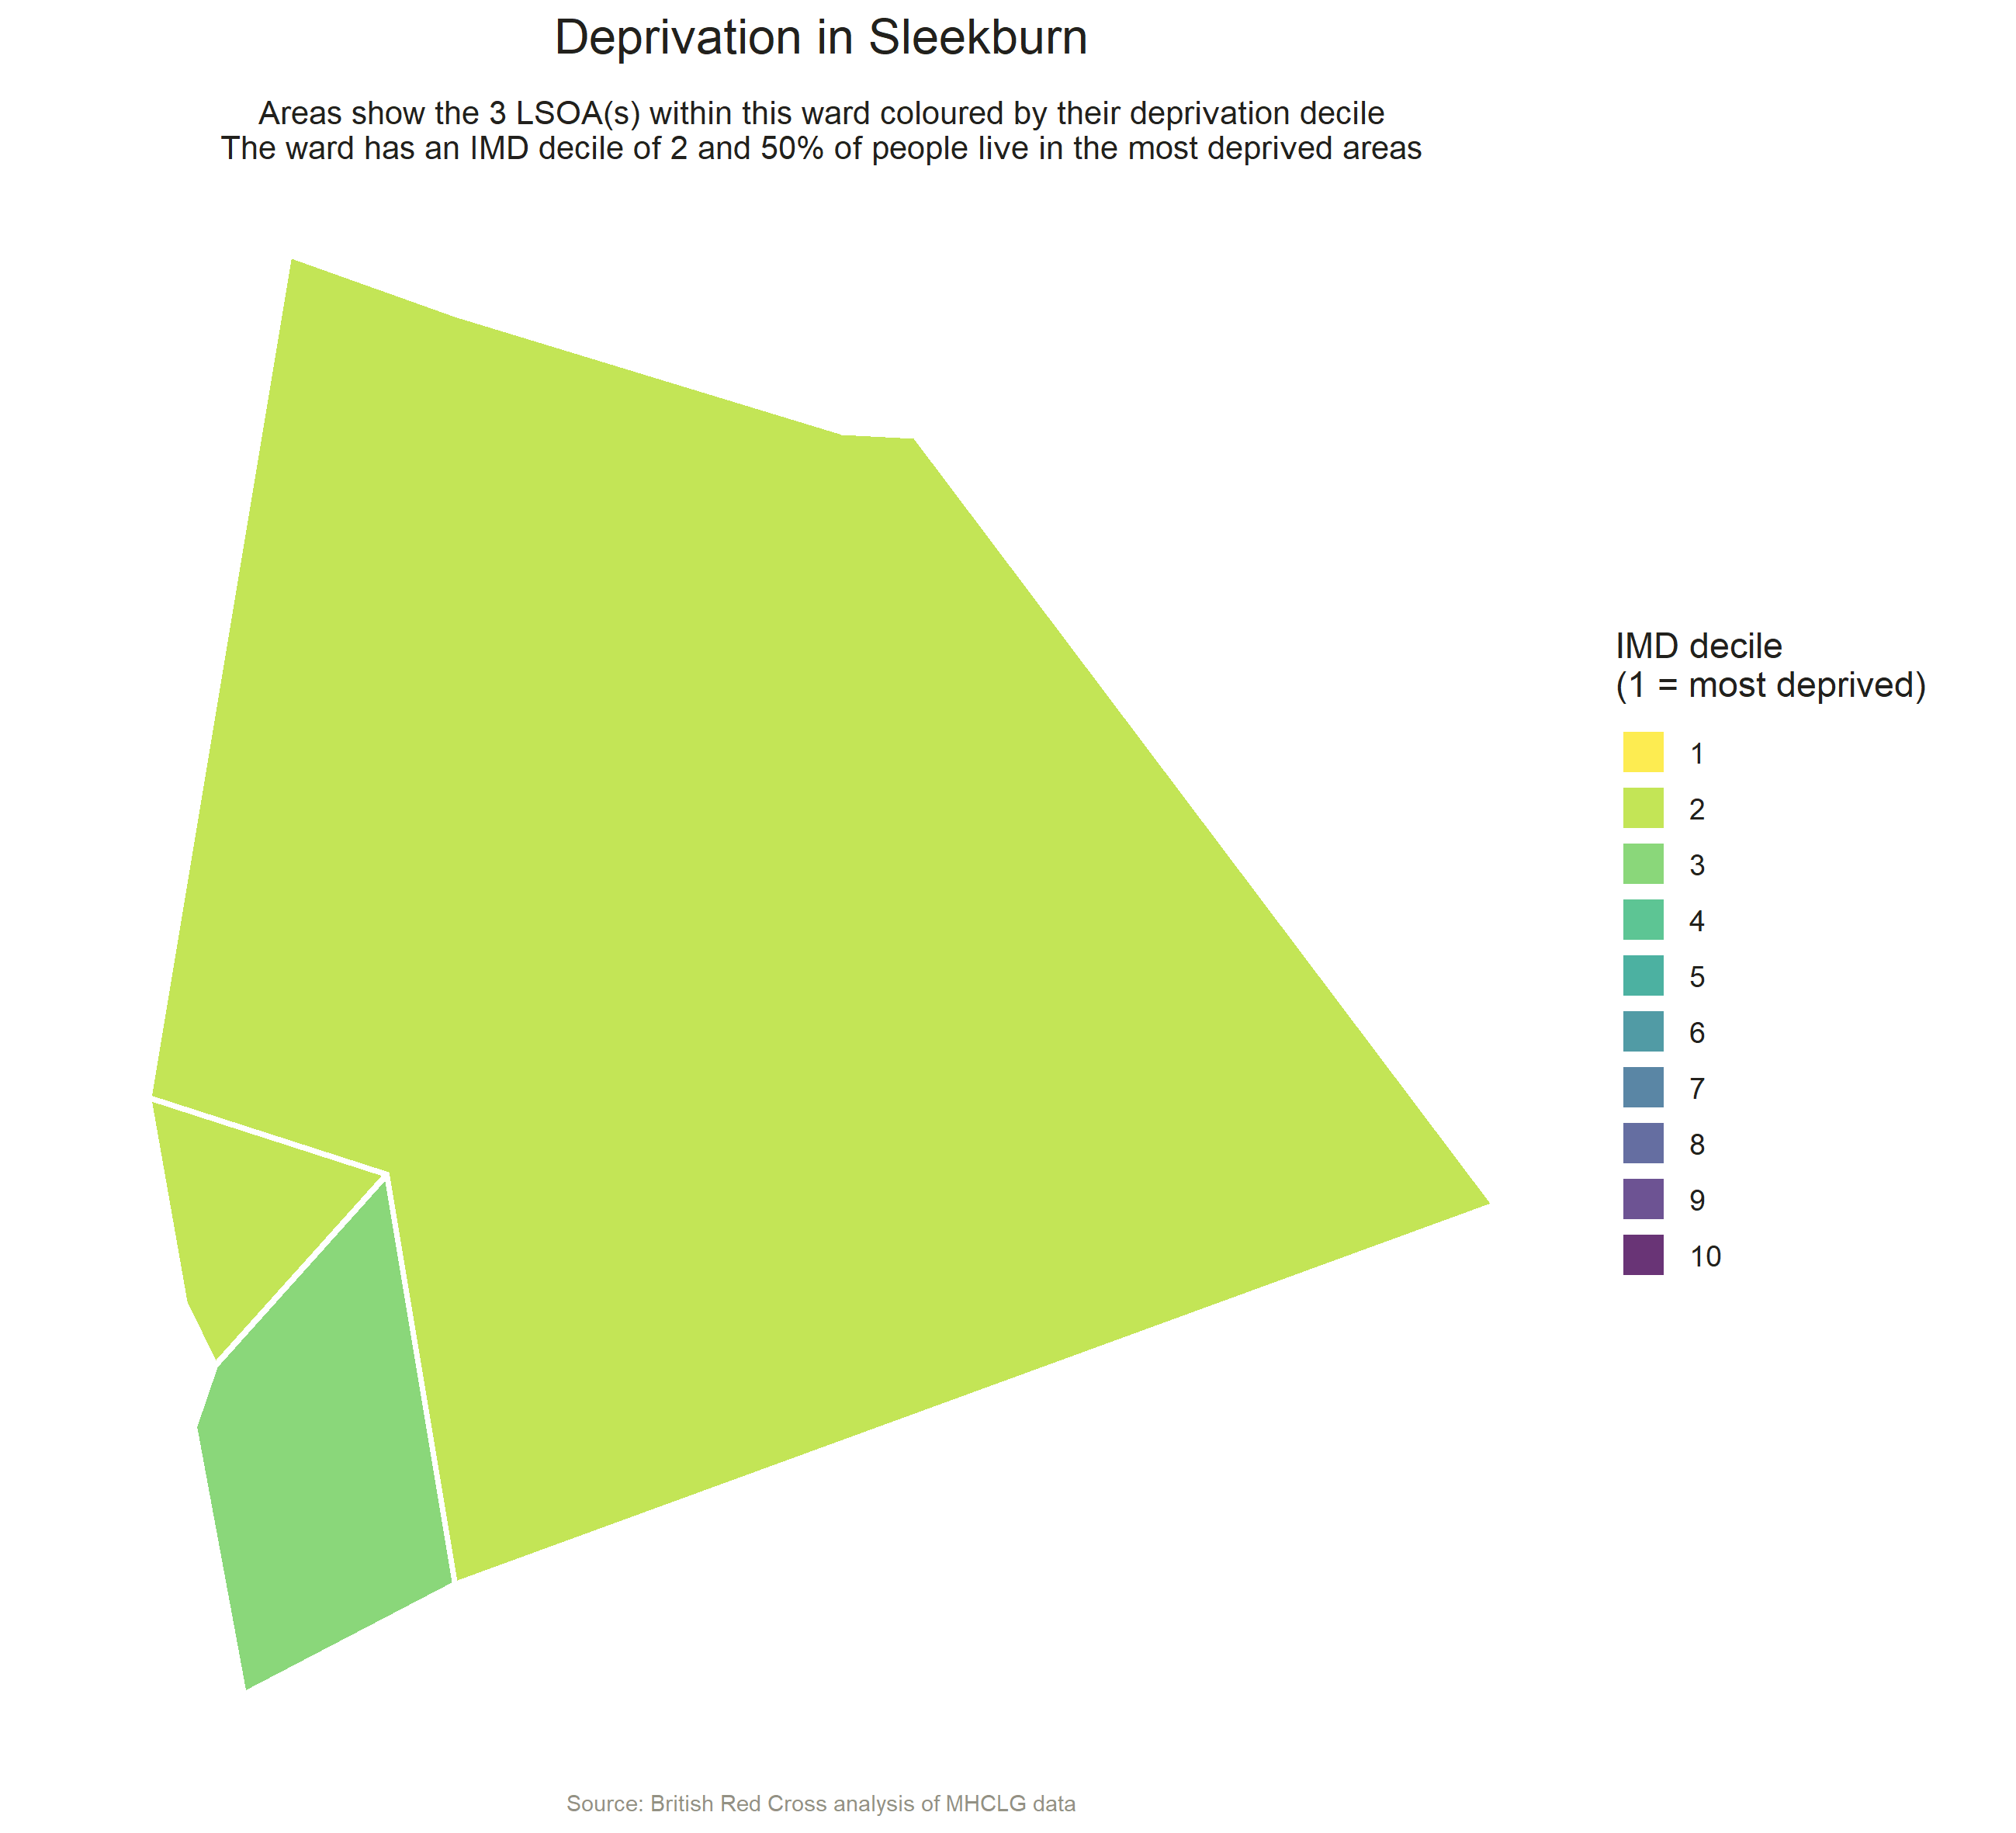 Deprivation in Sleekburn
Areas show the 3 LSOA(s) within this ward coloured by their deprivation decile
The ward has an IMD decile of 2 and 50% of people live in the most deprived areas
IMD decile
(1 = most deprived)
1
2
3
4
5
6
7
8
9
10
Source: British Red Cross analysis of MHCLG data